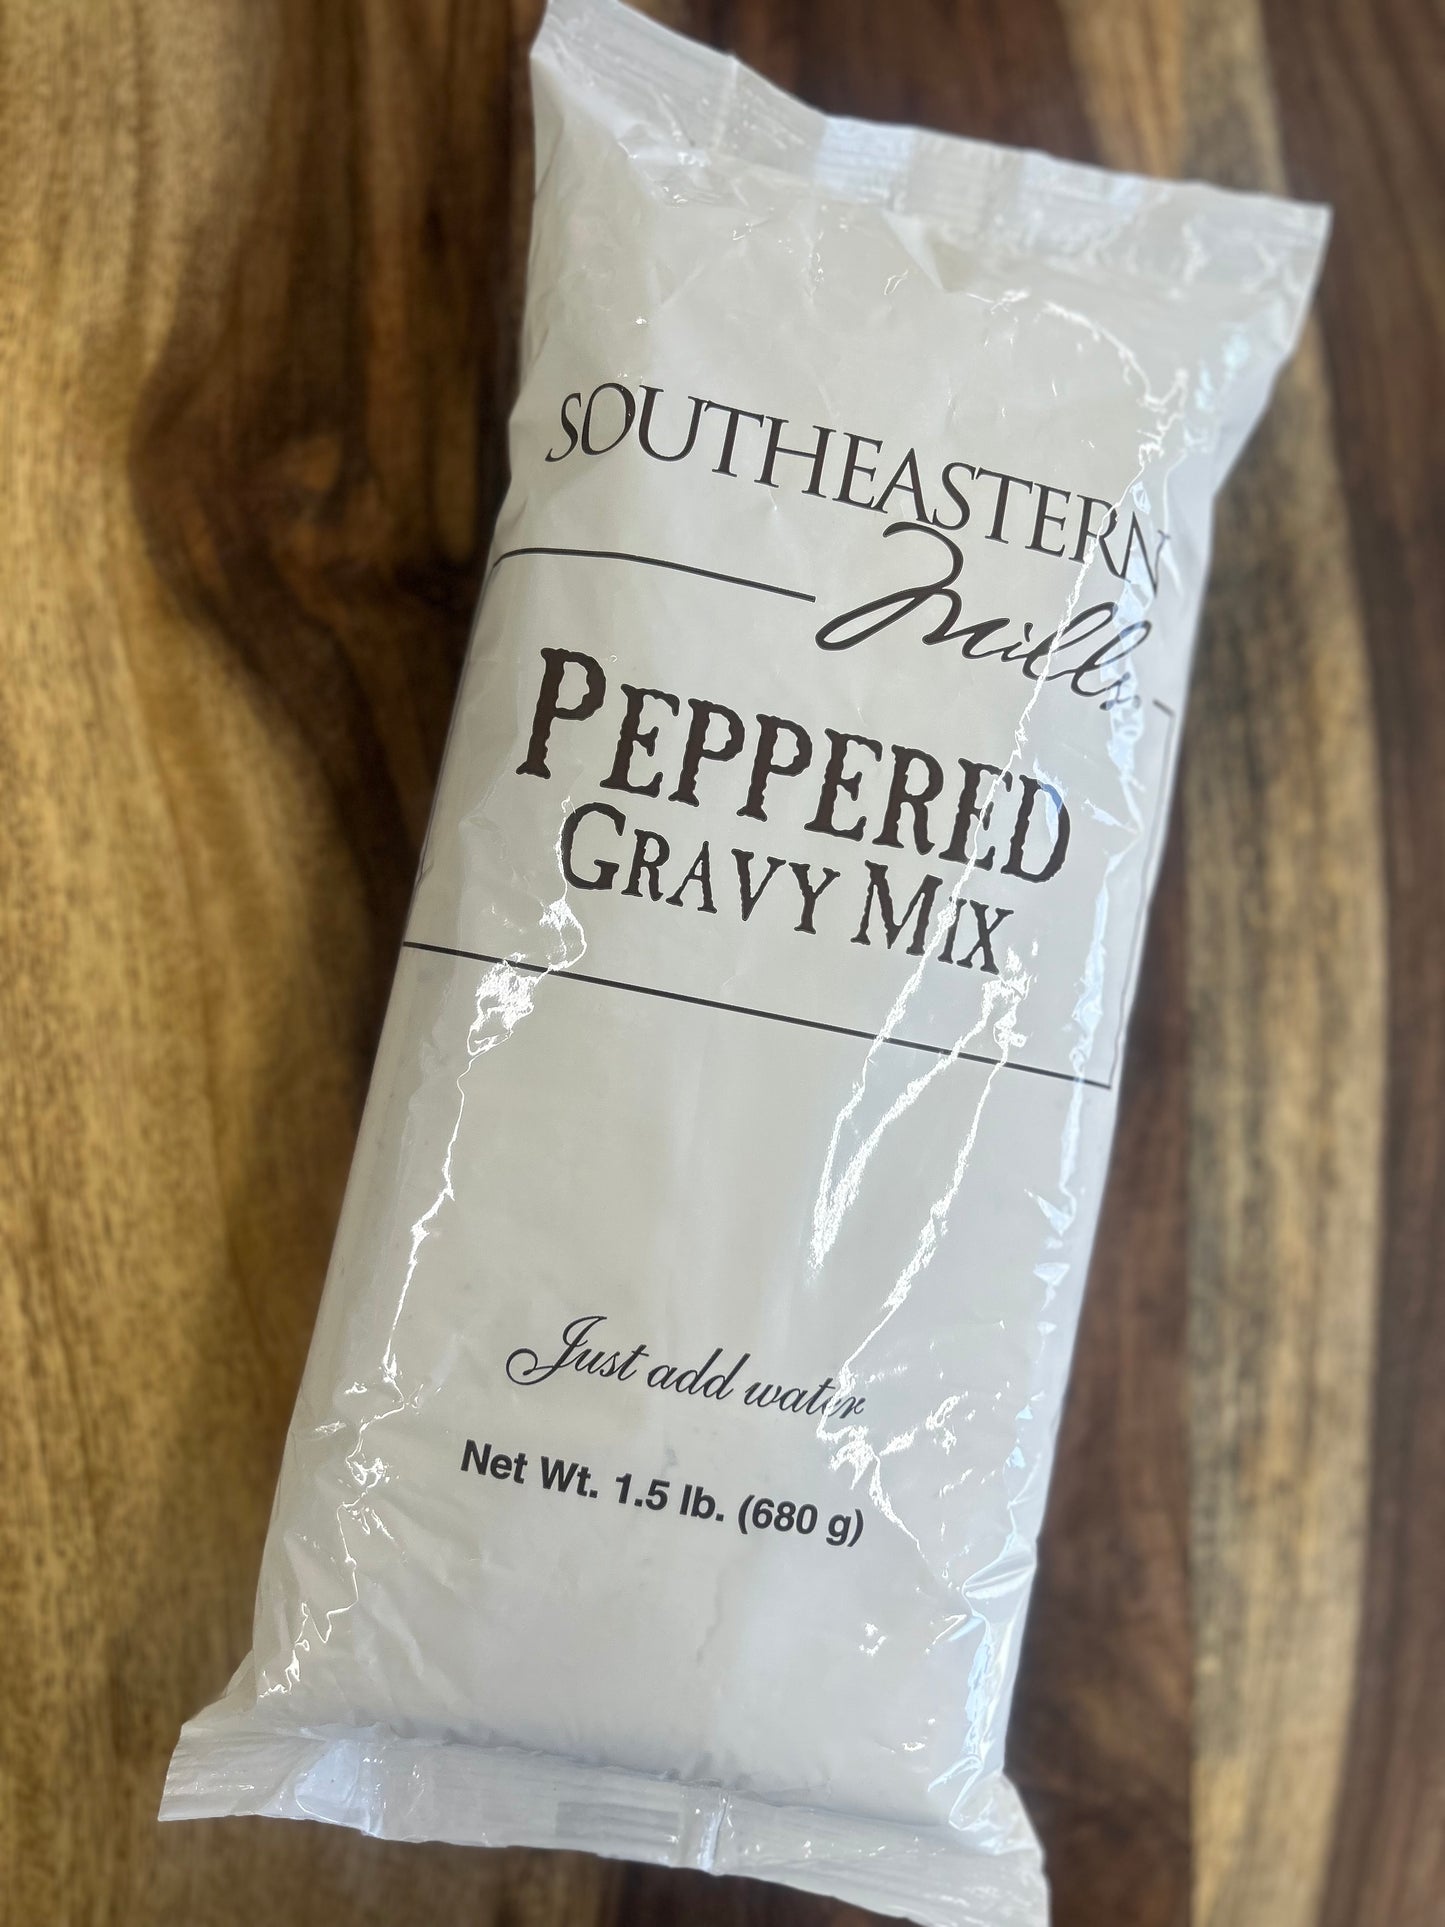 SOUTHEASTERN
Mills
PEPPERED
GRAVY MIX
Just add water
Net Wt. 1.5 lb. (680 g)